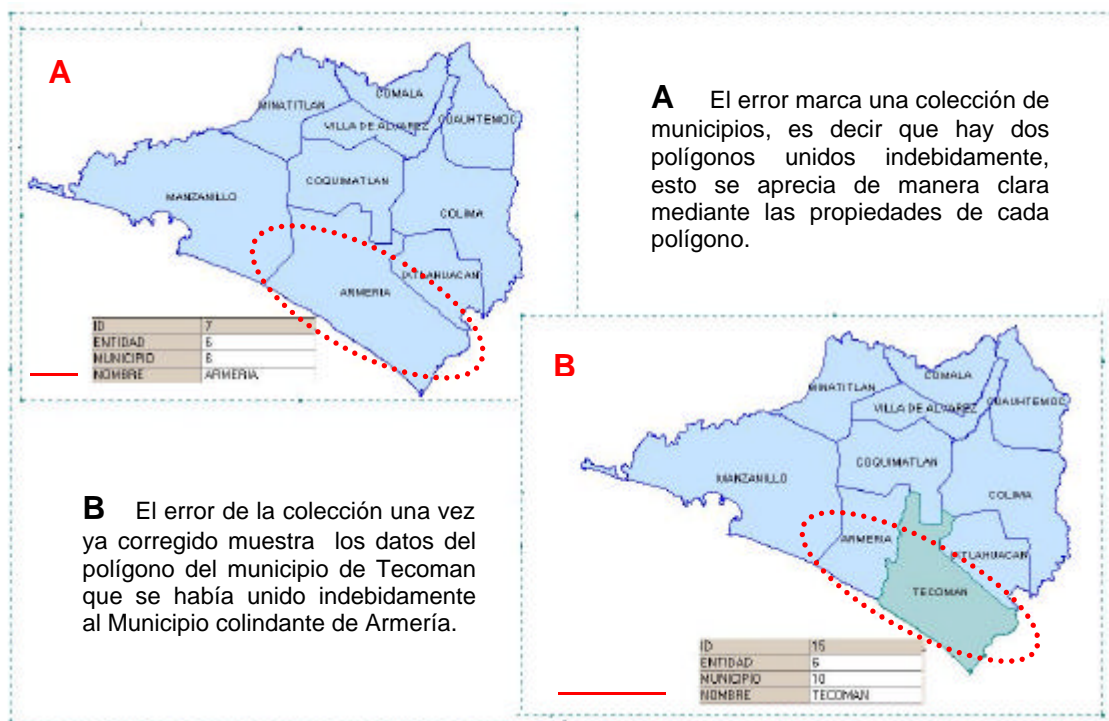 A
COMALA
MINATITLAN
VILLA DE ALVAREZ
CUAUHTEMOC
COQUIMATLAN
MANZANILLO
COLIMA
IXTLAHUACAN
ARMERIA
ID 7
ENTIDAD 6
MUNICIPIO 8
NOMBRE ARMERIA
A El error marca una colección de
municipios, es decir que hay dos
polígonos unidos indebidamente,
esto se aprecia de manera clara
mediante las propiedades de cada
polígono.
B
COMALA
MINATITLAN
VILLA DE ALVAREZ
CUAUHTEMOC
COQUIMATLAN
MANZANILLO
COLIMA
ARMERIA
IXTLAHUACAN
TECOMAN
ID 15
ENTIDAD 6
MUNICIPIO 10
NOMBRE TECOMAN
B El error de la colección una vez
ya corregido muestra los datos del
polígono del municipio de Tecoman
que se había unido indebidamente
al Municipio colindante de Armería.